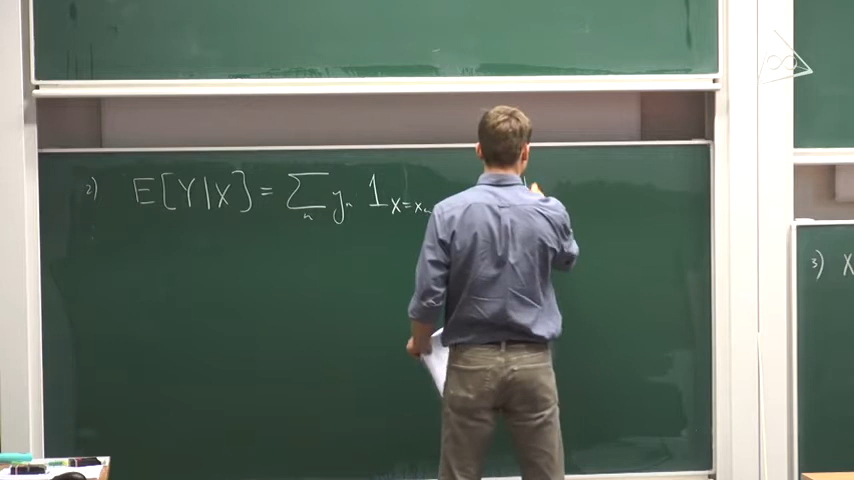 2) E[Y|X] = ∑ₙ yₙ 1_{X=xₙ}
3) X